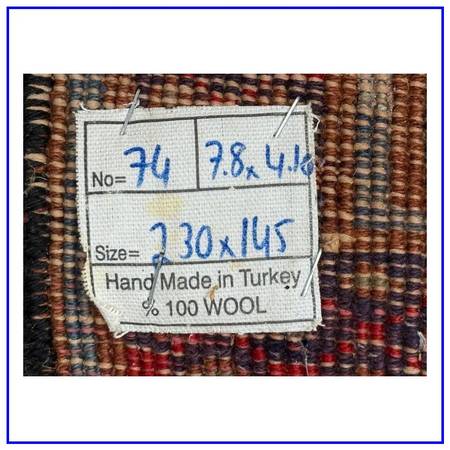 No= 74 7.8x4.10
Size= 230x145
Hand Made in Turkey
% 100 WOOL